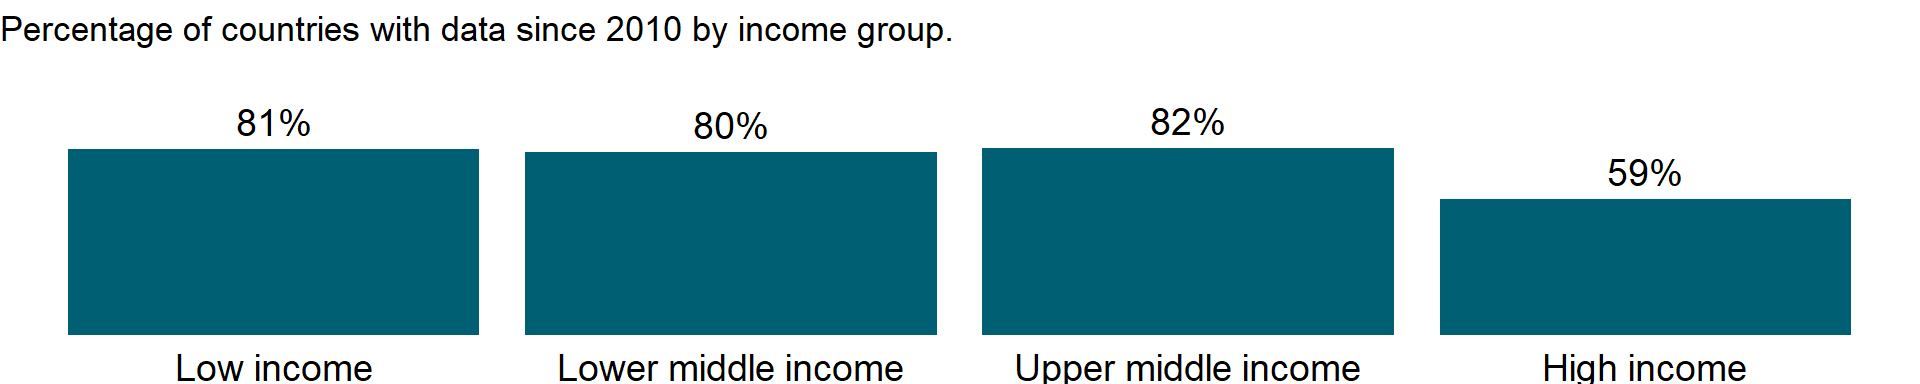 Percentage of countries with data since 2010 by income group.
81%
80%
82%
59%
Low income
Lower middle income
Upper middle income
High income